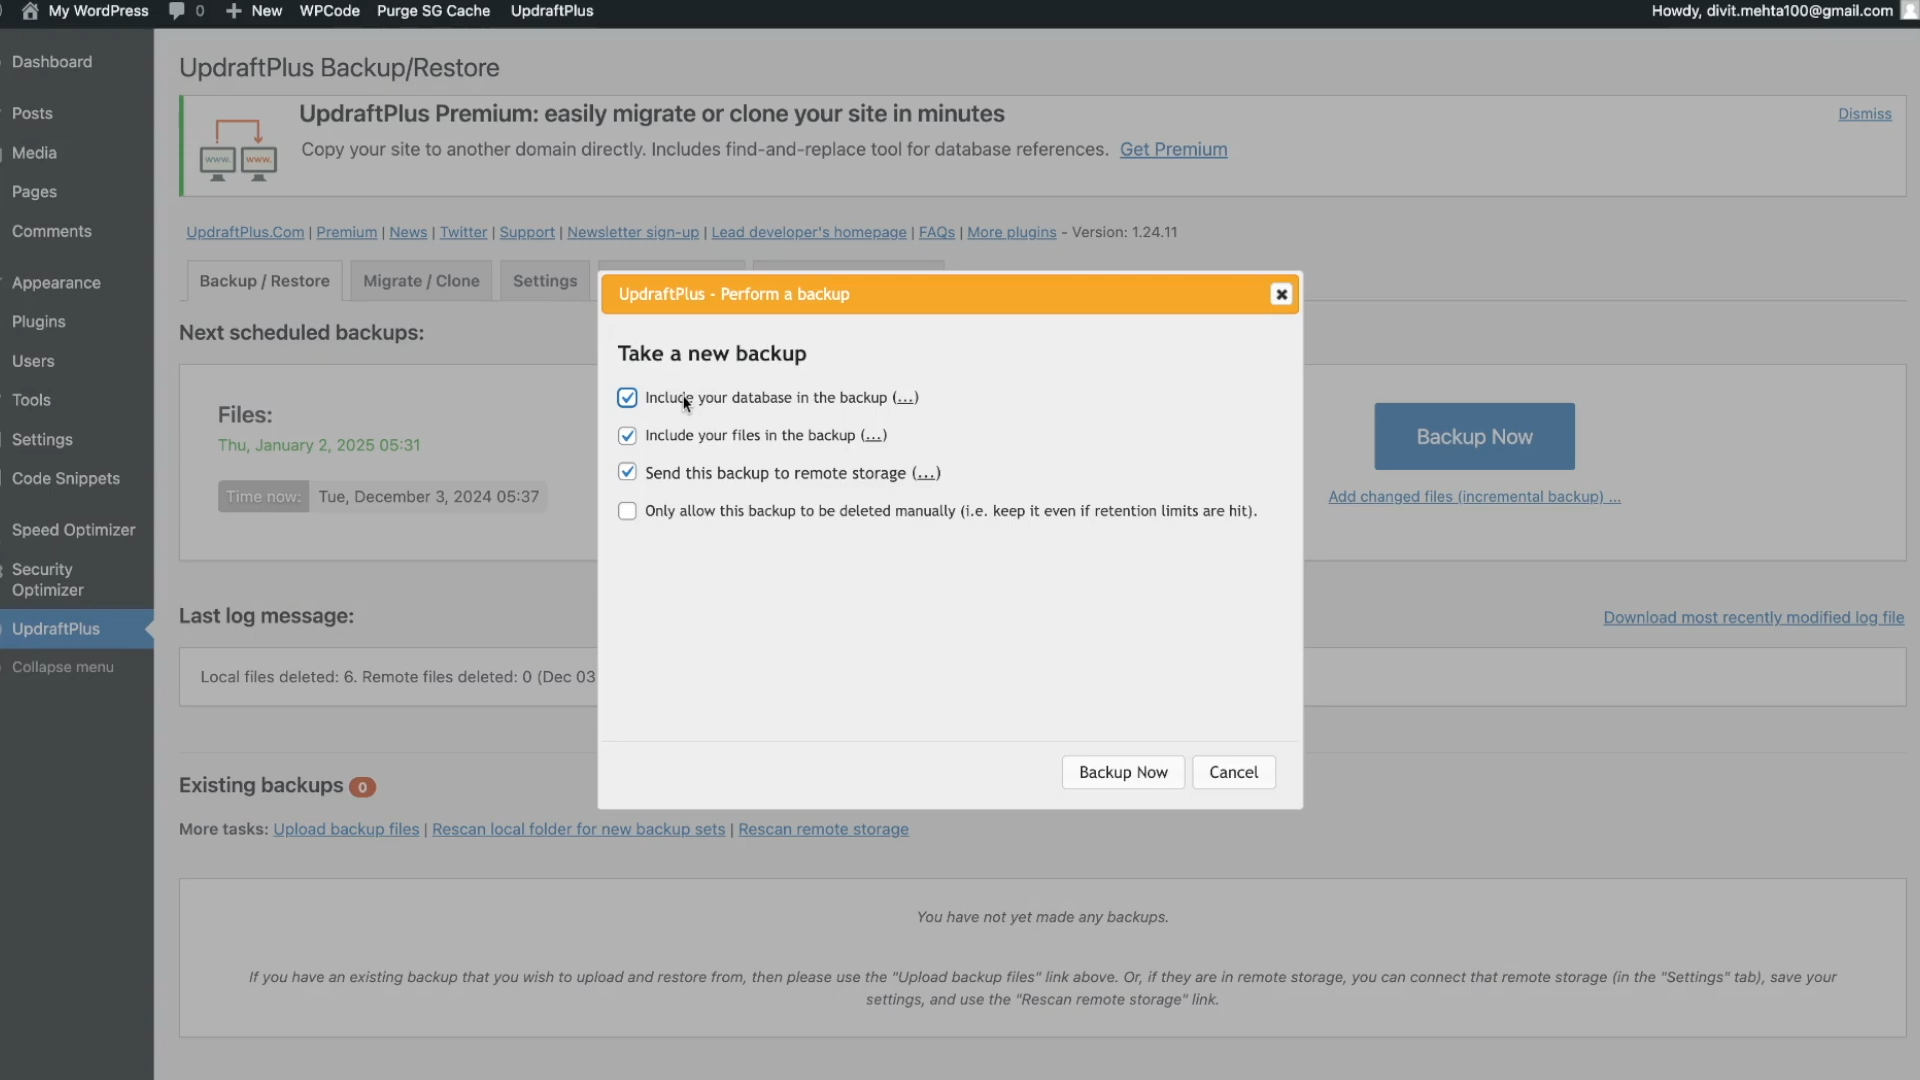 My WordPress 0 New WPCode Purge SG Cache UpdraftPlus Howdy, divit.mehta100@gmail.com
Dashboard
Posts
Media
Pages
Comments
Appearance
Plugins
Users
Tools
Settings
Code Snippets
Speed Optimizer
Security
Optimizer
UpdraftPlus
Collapse menu
UpdraftPlus Backup/Restore
UpdraftPlus Premium: easily migrate or clone your site in minutes
Dismiss
www. www.
Copy your site to another domain directly. Includes find-and-replace tool for database references. Get Premium
UpdraftPlus.Com | Premium | News | Twitter | Support | Newsletter sign-up | Lead developer's homepage | FAQs | More plugins - Version: 1.24.11
Backup / Restore Migrate / Clone Settings
Next scheduled backups:
Files:
Thu, January 2, 2025 05:31
Time now: Tue, December 3, 2024 05:37
UpdraftPlus - Perform a backup
Take a new backup
Include your database in the backup (...)
Include your files in the backup (...)
Send this backup to remote storage (...)
Only allow this backup to be deleted manually (i.e. keep it even if retention limits are hit).
Backup Now Cancel
Backup Now
Add changed files (incremental backup) ...
Last log message:
Download most recently modified log file
Local files deleted: 6. Remote files deleted: 0 (Dec 03
Existing backups 0
More tasks: Upload backup files | Rescan local folder for new backup sets | Rescan remote storage
You have not yet made any backups.
If you have an existing backup that you wish to upload and restore from, then please use the "Upload backup files" link above. Or, if they are in remote storage, you can connect that remote storage (in the "Settings" tab), save your
settings, and use the "Rescan remote storage" link.